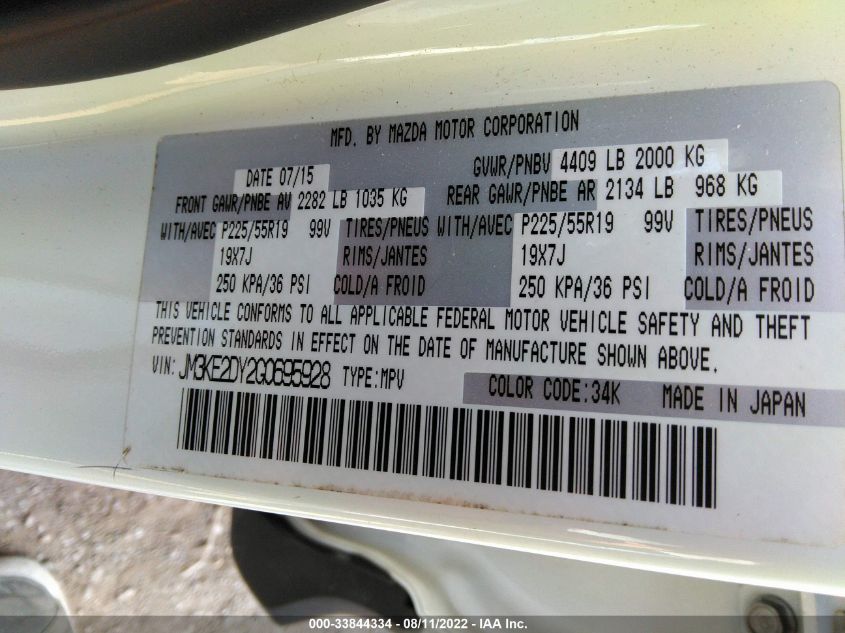 MFD. BY MAZDA MOTOR CORPORATION
DATE 07/15 GVWR/PNBV 4409 LB 2000 KG
FRONT GAWR/PNBE AV 2282 LB 1035 KG REAR GAWR/PNBE AR 2134 LB 968 KG
WITH/AVEC P225/55R19 99V TIRES/PNEUS WITH/AVEC P225/55R19 99V TIRES/PNEUS
19X7J RIMS/JANTES 19X7J RIMS/JANTES
250 KPA/36 PSI COLD/A FROID 250 KPA/36 PSI COLD/A FROID
THIS VEHICLE CONFORMS TO ALL APPLICABLE FEDERAL MOTOR VEHICLE SAFETY AND THEFT
PREVENTION STANDARDS IN EFFECT ON THE DATE OF MANUFACTURE SHOWN ABOVE.
VIN: JM3KE2DY2G0695928 TYPE:MPV COLOR CODE:34K MADE IN JAPAN
000-33844334 - 08/11/2022 - IAA Inc.